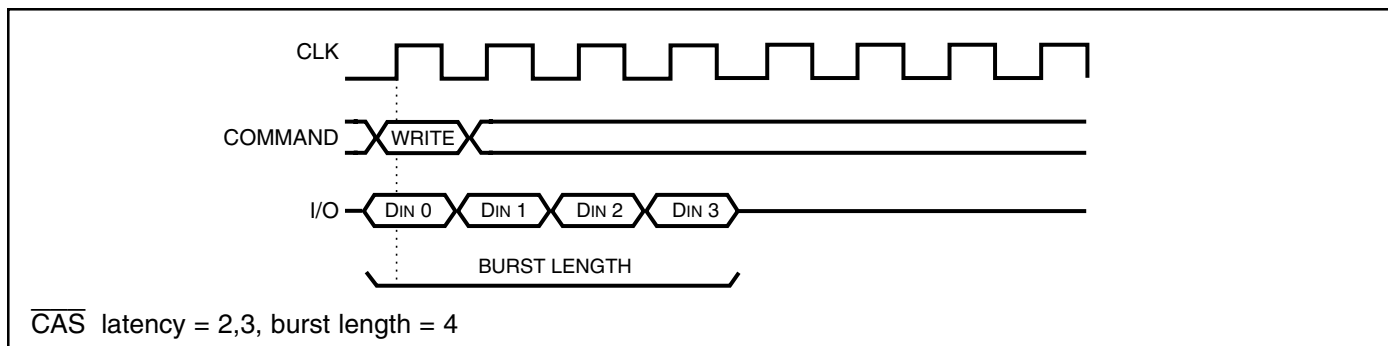 CLK
COMMAND WRITE
I/O DIN 0 DIN 1 DIN 2 DIN 3
BURST LENGTH
CAS latency = 2,3, burst length = 4